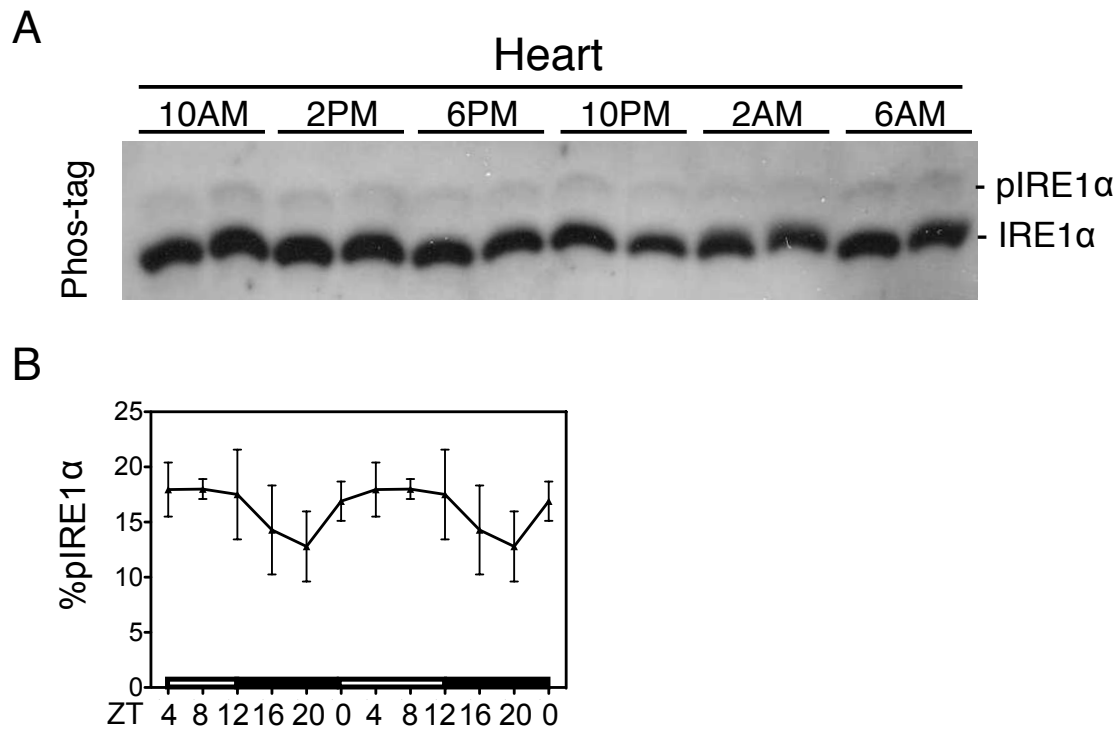 A
Heart
10AM 2PM 6PM 10PM 2AM 6AM
Phos-tag
- pIRE1α
- IRE1α
B
%pIRE1α
25
20
15
10
5
0
ZT 4 8 12 16 20 0 4 8 12 16 20 0